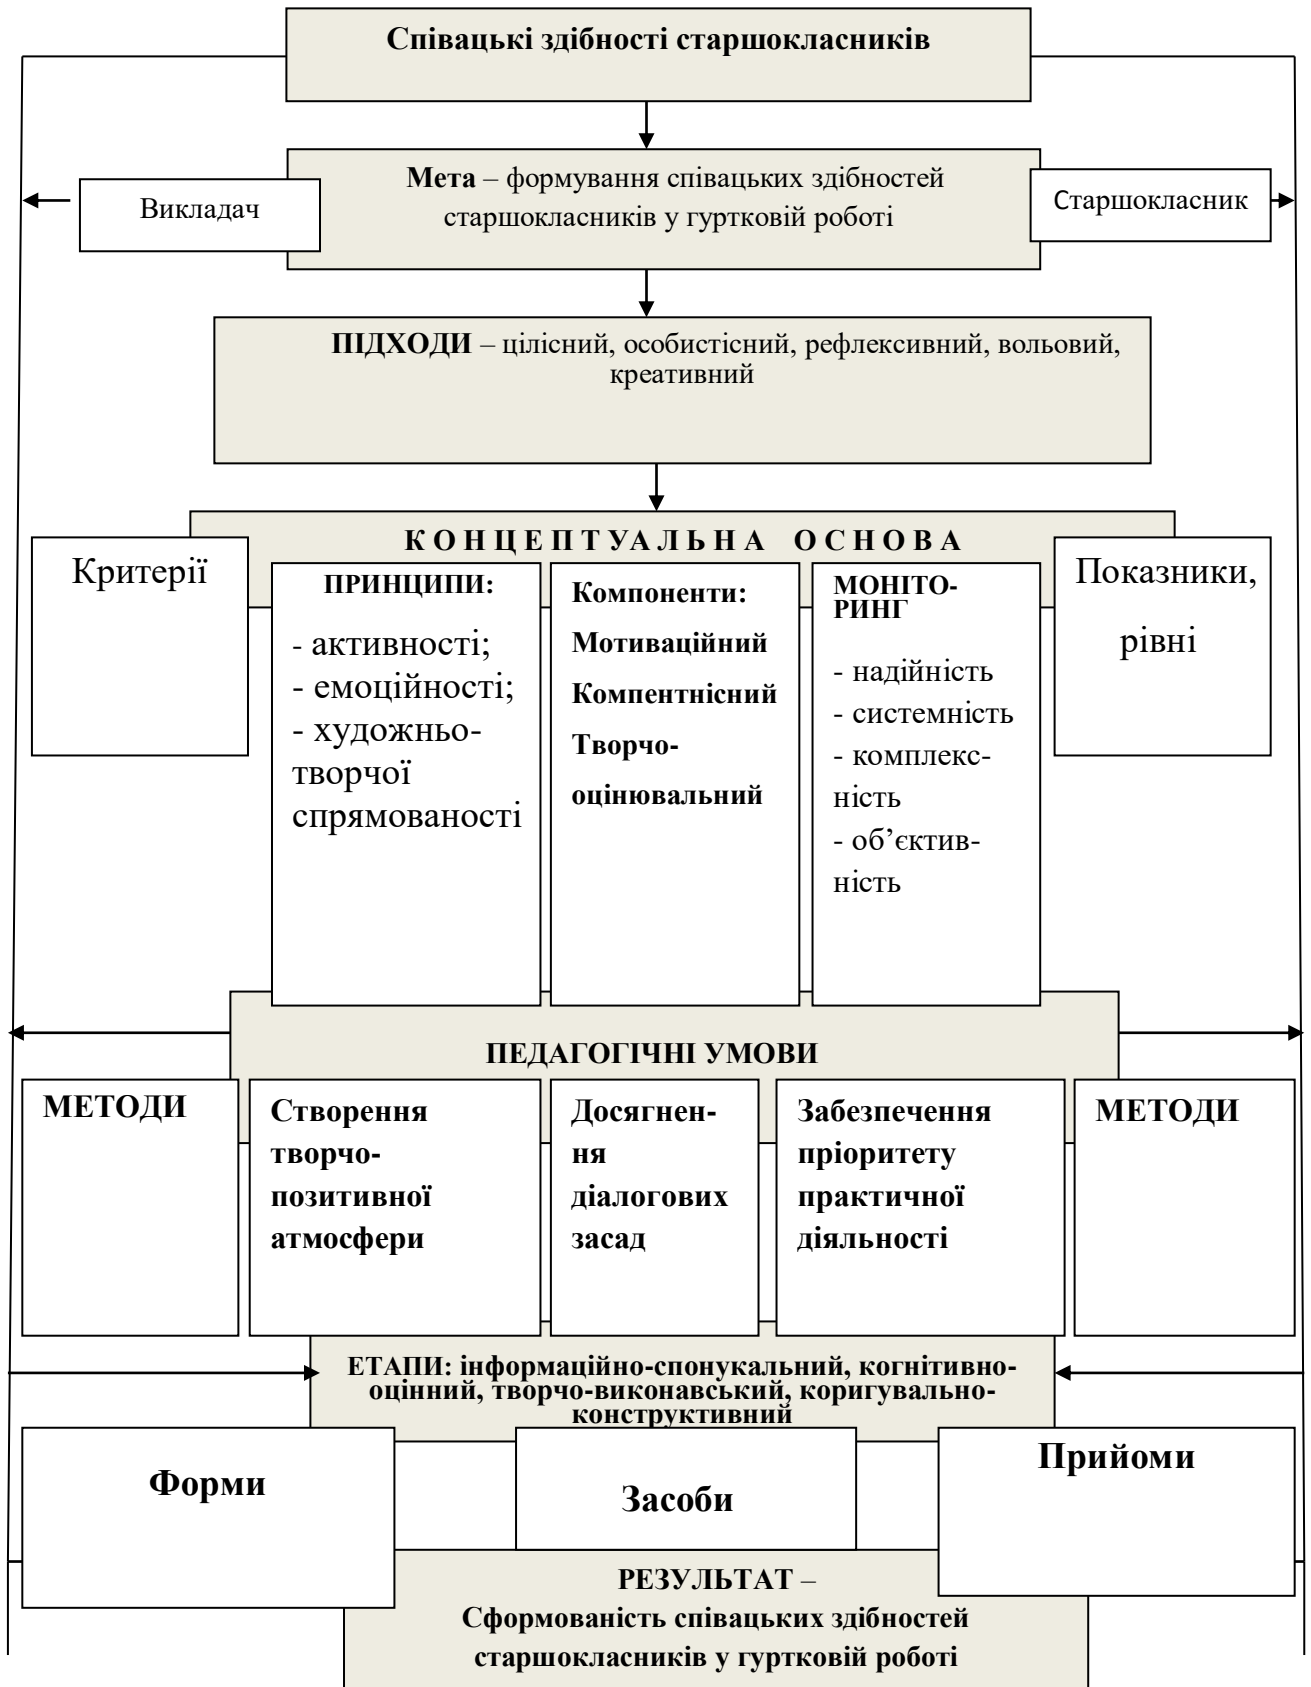 Співацькі здібності старшокласників
Мета – формування співацьких здібностей
старшокласників у гуртковій роботі
Викладач
Старшокласник
ПІДХОДИ – цілісний, особистісний, рефлексивний, вольовий,
креативний
КОНЦЕПТУАЛЬНА ОСНОВА
Критерії
ПРИНЦИПИ:
- активності;
- емоційності;
- художньо-
творчої
спрямованості
Компоненти:
Мотиваційний
Компентнісний
Творчо-
оцінювальний
МОНІТО-
РИНГ
- надійність
- системність
- комплекс-
ність
- об’єктив-
ність
Показники,
рівні
ПЕДАГОГІЧНІ УМОВИ
МЕТОДИ
Створення
творчо-
позитивної
атмосфери
Досягнен-
ня
діалогових
засад
Забезпечення
пріоритету
практичної
діяльності
МЕТОДИ
ЕТАПИ: інформаційно-спонукальний, когнітивно-
оцінний, творчо-виконавський, коригувально-
конструктивний
Форми
Засоби
Прийоми
РЕЗУЛЬТАТ –
Сформованість співацьких здібностей
старшокласників у гуртковій роботі